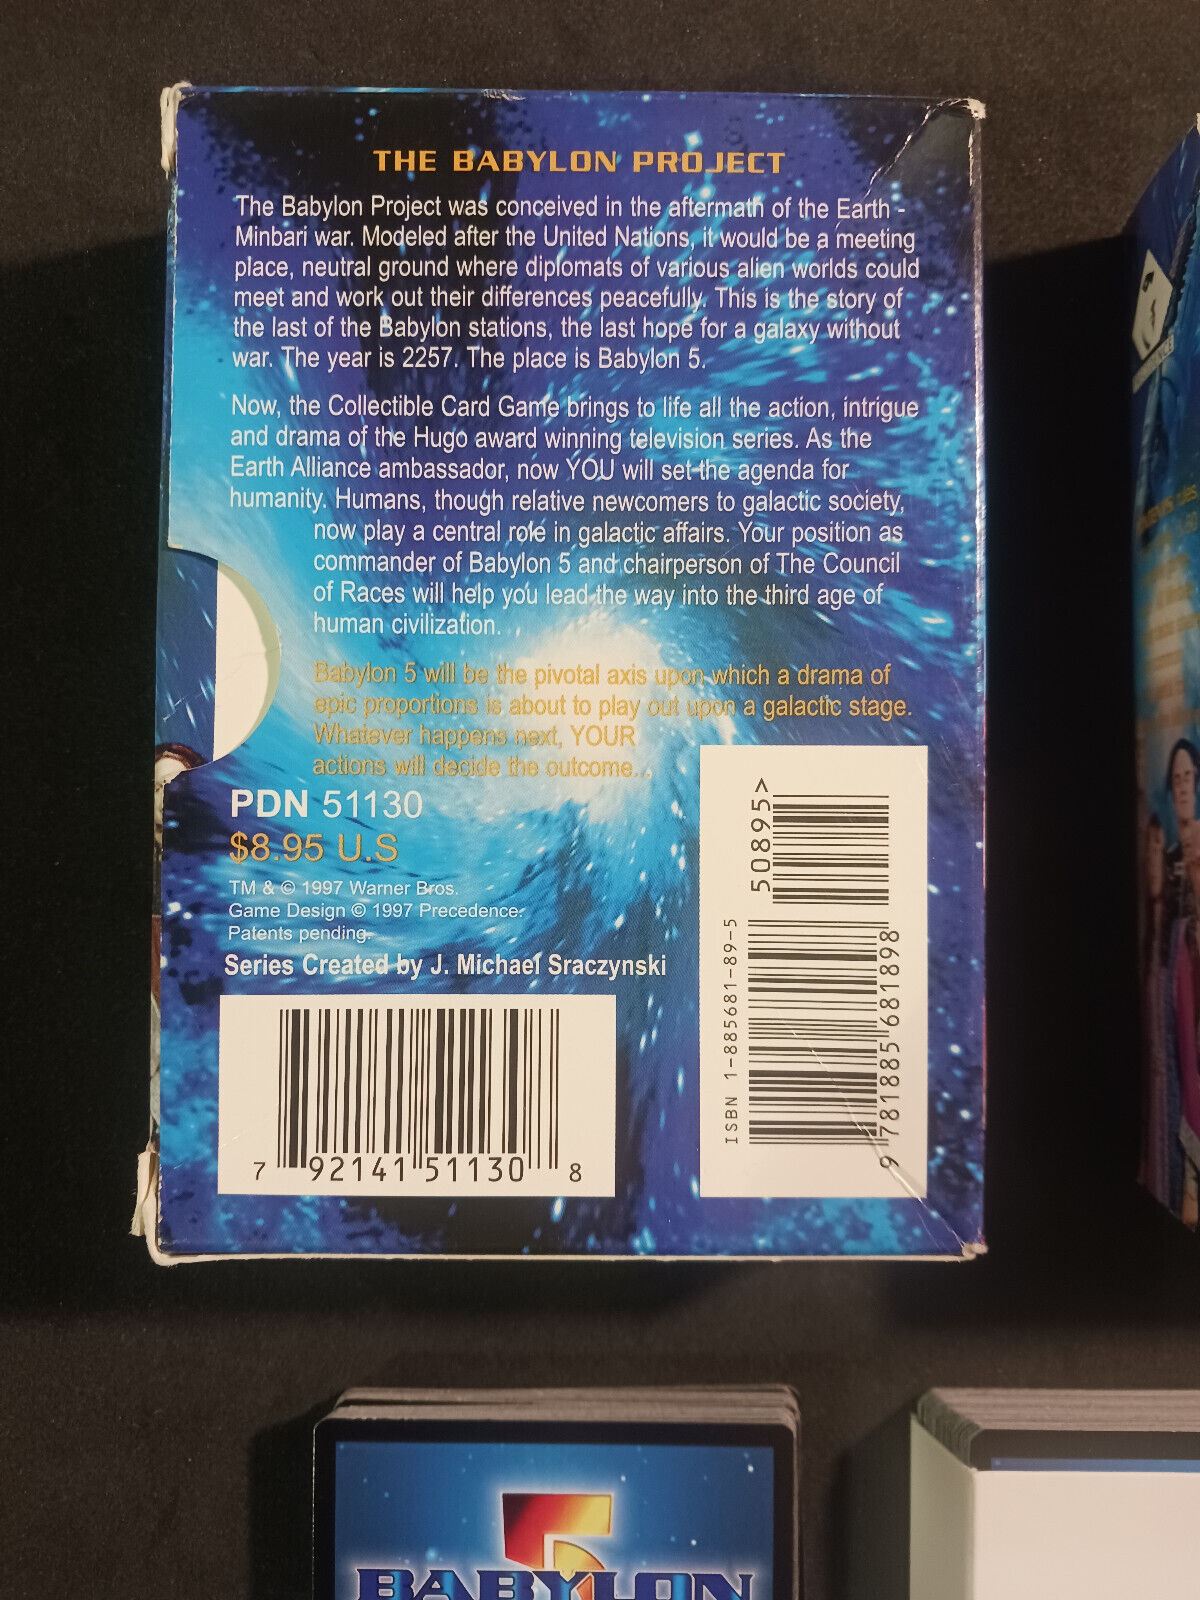 THE BABYLON PROJECT
The Babylon Project was conceived in the aftermath of the Earth -
Minbari war. Modeled after the United Nations, it would be a meeting
place, neutral ground where diplomats of various alien worlds could
meet and work out their differences peacefully. This is the story of
the last of the Babylon stations, the last hope for a galaxy without
war. The year is 2257. The place is Babylon 5.
Now, the Collectible Card Game brings to life all the action, intrigue
and drama of the Hugo award winning television series. As the
Earth Alliance ambassador, now YOU will set the agenda for
humanity. Humans, though relative newcomers to galactic society,
now play a central role in galactic affairs. Your position as
commander of Babylon 5 and chairperson of The Council
of Races will help you lead the way into the third age of
human civilization.
Babylon 5 will be the pivotal axis upon which a drama of
epic proportions is about to play out upon a galactic stage.
Whatever happens next, YOUR
actions will decide the outcome...
PDN 51130
$8.95 U.S
TM & © 1997 Warner Bros.
Game Design © 1997 Precedence.
Patents pending.
Series Created by J. Michael Sraczynski
7 92141 51130 8
50895>
ISBN 1-885681-89-5
9 781885 681898
5
BABYLON